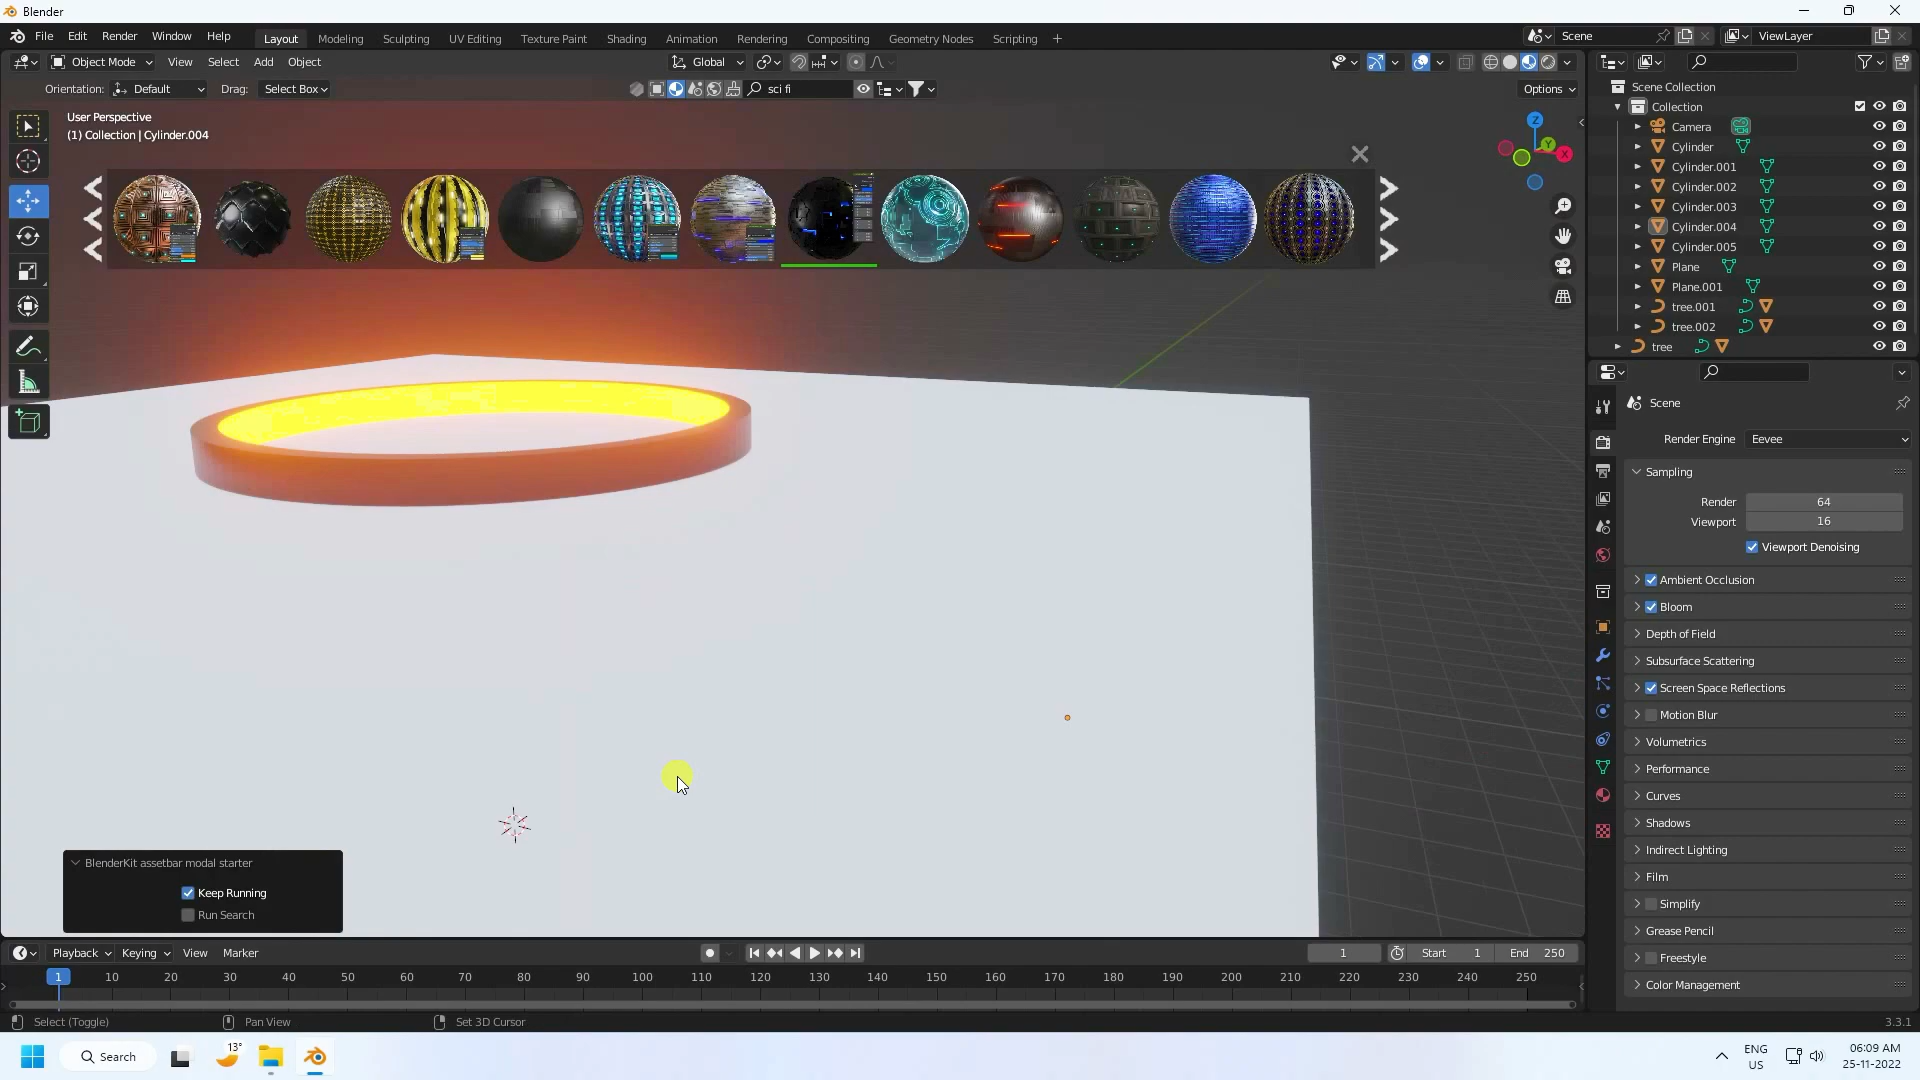 Blender
File Edit Render Window Help
Layout Modeling Sculpting UV Editing Texture Paint Shading Animation Rendering Compositing Geometry Nodes Scripting +
Scene
ViewLayer
Object Mode View Select Add Object
Global
Orientation: Default Drag: Select Box
sci fi
Options
User Perspective
(1) Collection | Cylinder.004
Z
Y
X
Scene Collection
Collection
Camera
Cylinder
Cylinder.001
Cylinder.002
Cylinder.003
Cylinder.004
Cylinder.005
Plane
Plane.001
tree.001
tree.002
tree
Scene
Render Engine Eevee
Sampling
Render 64
Viewport 16
Viewport Denoising
Ambient Occlusion
Bloom
Depth of Field
Subsurface Scattering
Screen Space Reflections
Motion Blur
Volumetrics
Performance
Curves
Shadows
Indirect Lighting
Film
Simplify
Grease Pencil
Freestyle
Color Management
BlenderKit assetbar modal starter
Keep Running
Run Search
Playback Keying View Marker
1 Start 1 End 250
1 10 20 30 40 50 60 70 80 90 100 110 120 130 140 150 160 170 180 190 200 210 220 230 240 250
Select (Toggle) Pan View Set 3D Cursor
3.3.1
Search
13°
ENG
US
06:09 AM
25-11-2022